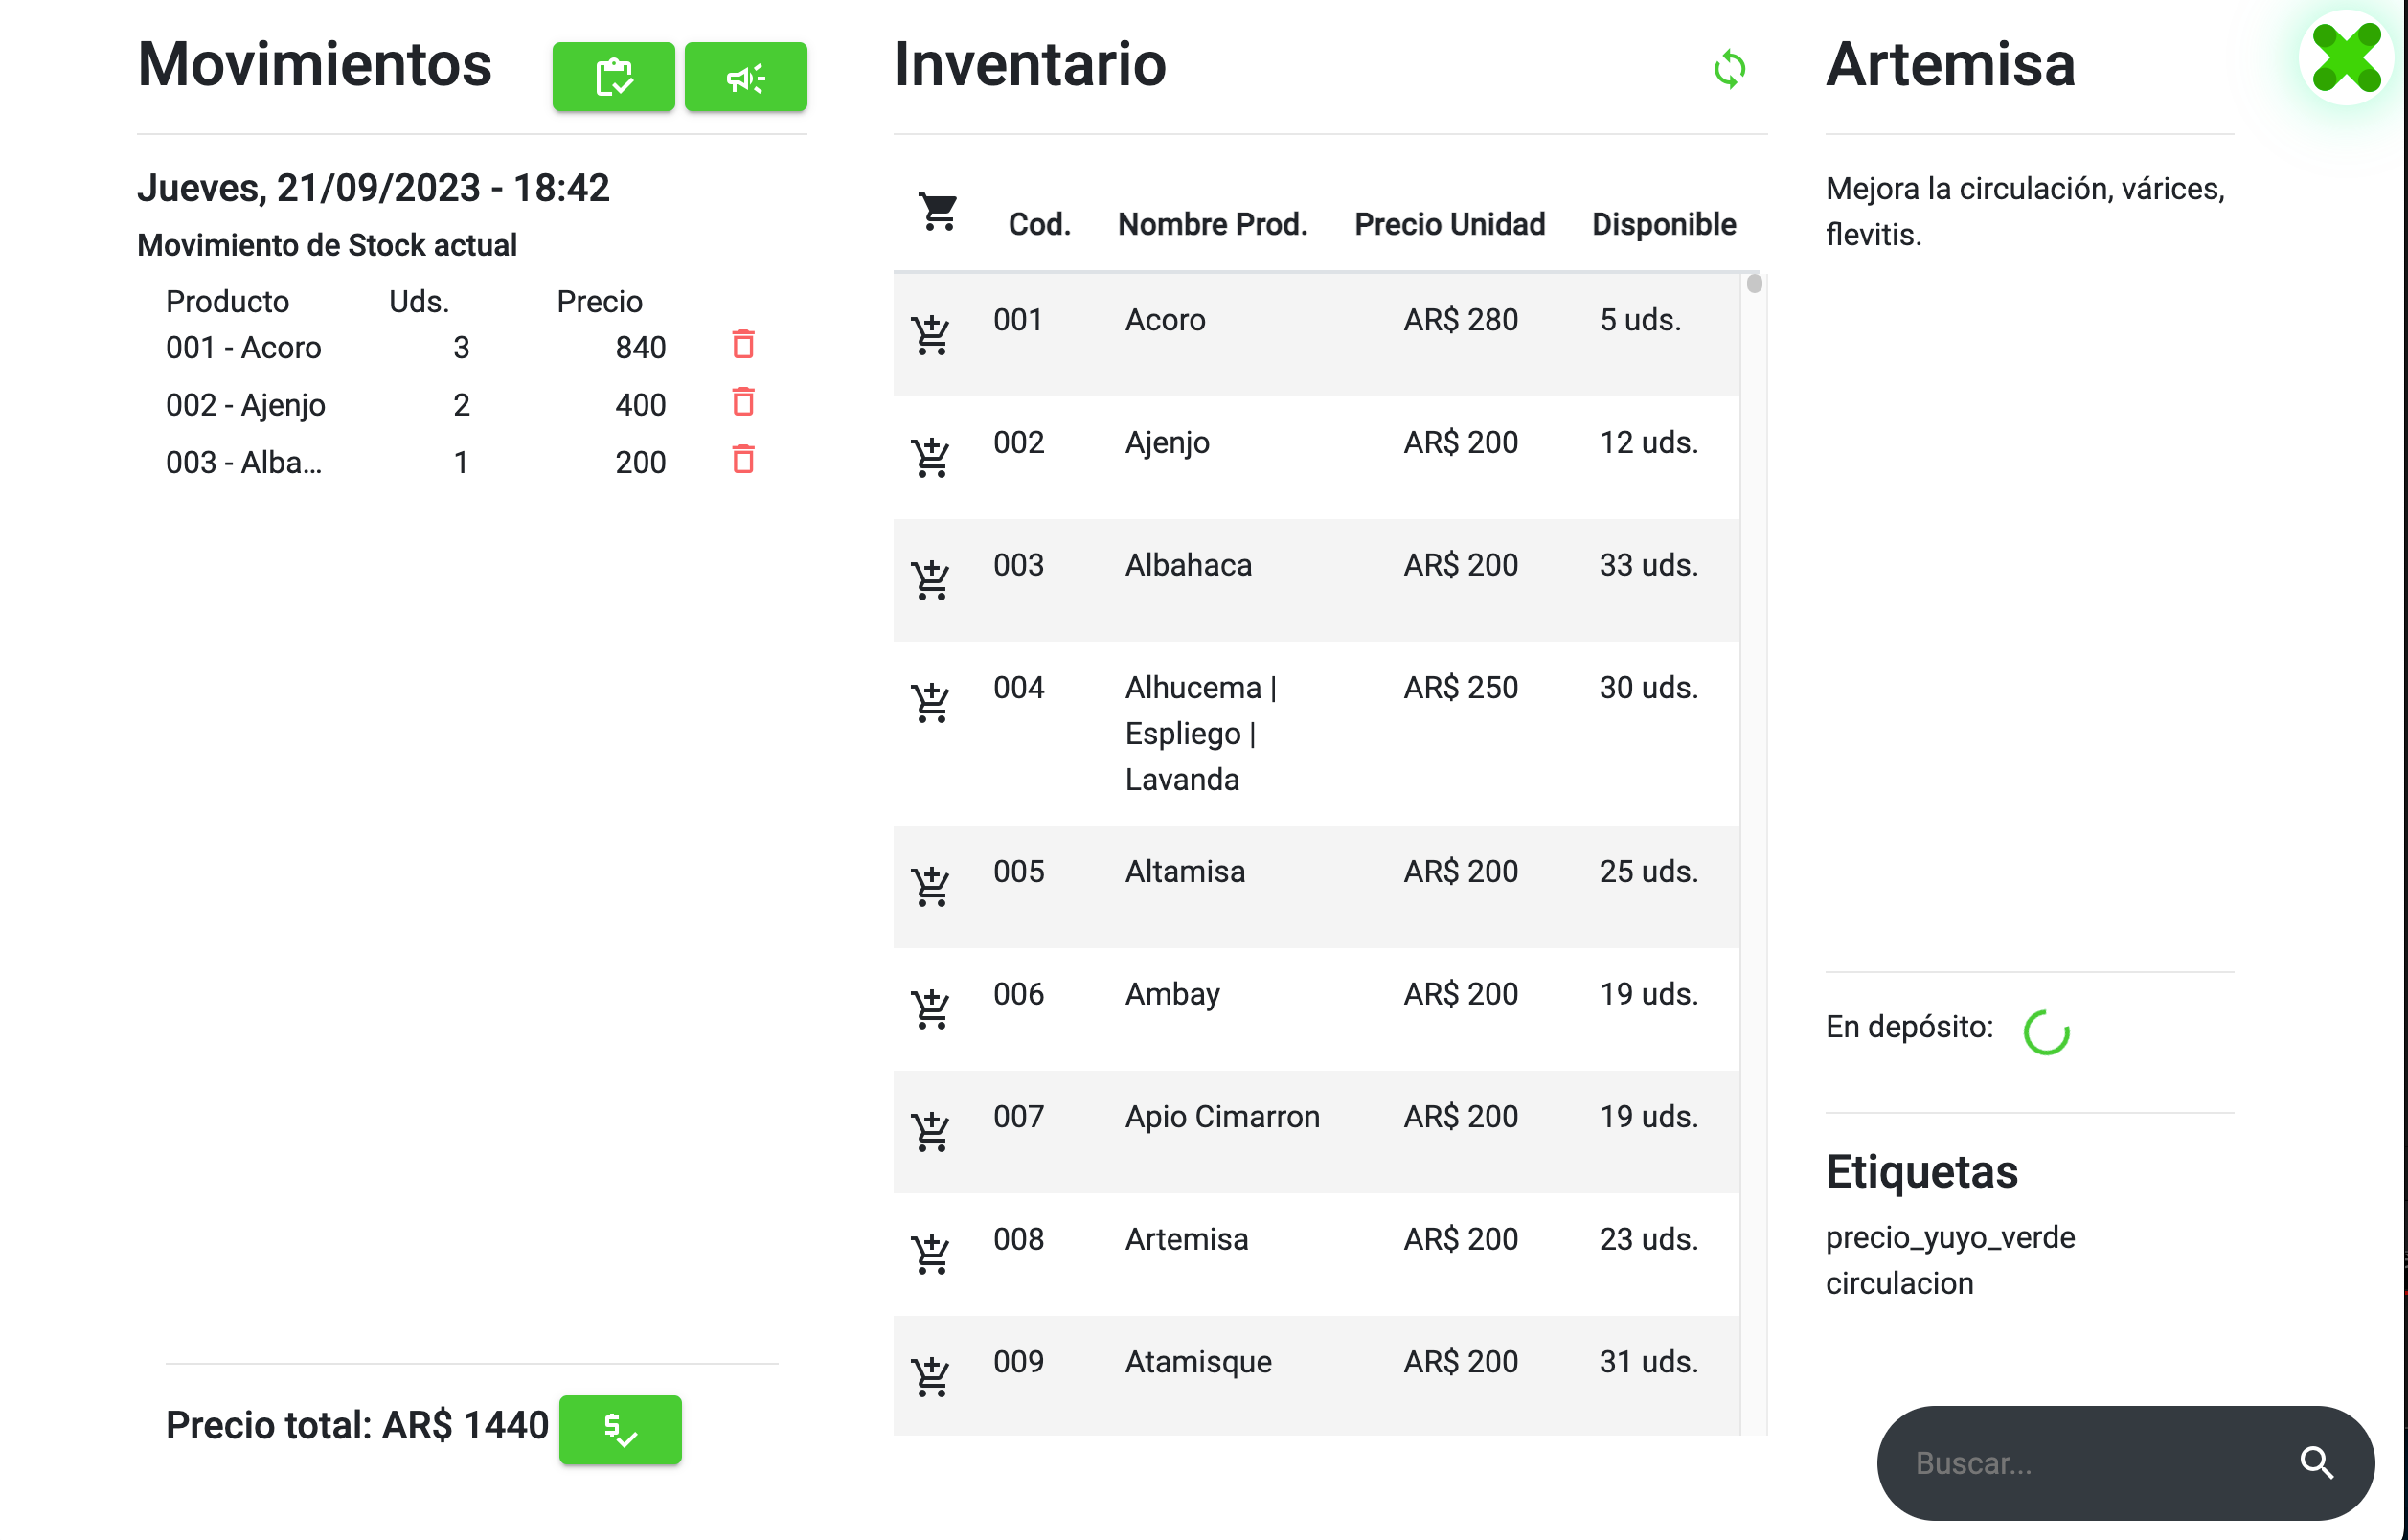 Movimientos
Jueves, 21/09/2023 - 18:42
Movimiento de Stock actual
Producto Uds. Precio
001 - Acoro 3 840
002 - Ajenjo 2 400
003 - Alba... 1 200
Precio total: AR$ 1440
Inventario
Cod. Nombre Prod. Precio Unidad Disponible
001 Acoro AR$ 280 5 uds.
002 Ajenjo AR$ 200 12 uds.
003 Albahaca AR$ 200 33 uds.
004 Alhucema | AR$ 250 30 uds.
Espliego |
Lavanda
005 Altamisa AR$ 200 25 uds.
006 Ambay AR$ 200 19 uds.
007 Apio Cimarron AR$ 200 19 uds.
008 Artemisa AR$ 200 23 uds.
009 Atamisque AR$ 200 31 uds.
Artemisa
Mejora la circulación, várices,
flevitis.
En depósito:
Etiquetas
precio_yuyo_verde
circulacion
Buscar...